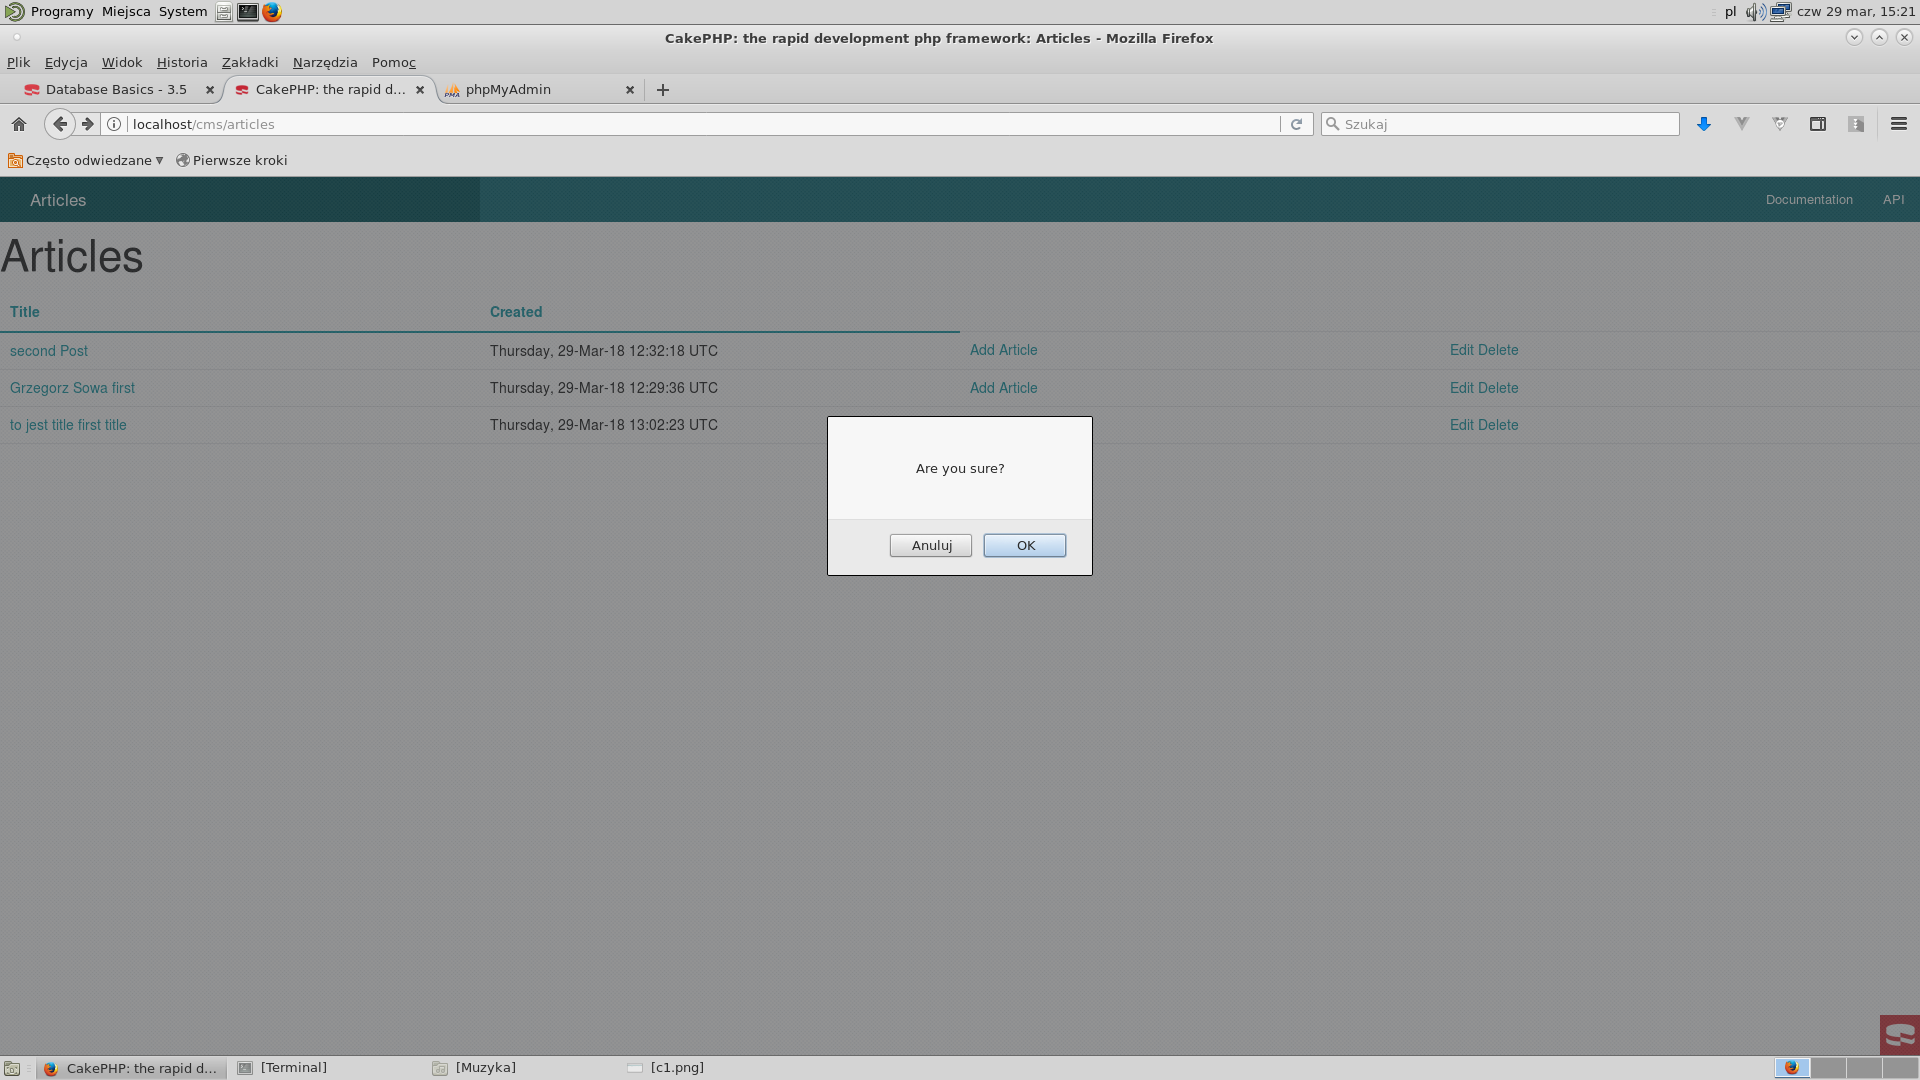 Programy Miejsca System pl czw 29 mar, 15:21
CakePHP: the rapid development php framework: Articles - Mozilla Firefox
Plik Edycja Widok Historia Zakładki Narzędzia Pomoc
Database Basics - 3.5 CakePHP: the rapid d... phpMyAdmin
localhost/cms/articles Szukaj
Często odwiedzane Pierwsze kroki
Articles Documentation API
Articles
Title Created
second Post Thursday, 29-Mar-18 12:32:18 UTC Add Article Edit Delete
Grzegorz Sowa first Thursday, 29-Mar-18 12:29:36 UTC Add Article Edit Delete
to jest title first title Thursday, 29-Mar-18 13:02:23 UTC Edit Delete
Are you sure?
Anuluj OK
CakePHP: the rapid d... [Terminal] [Muzyka] [c1.png]